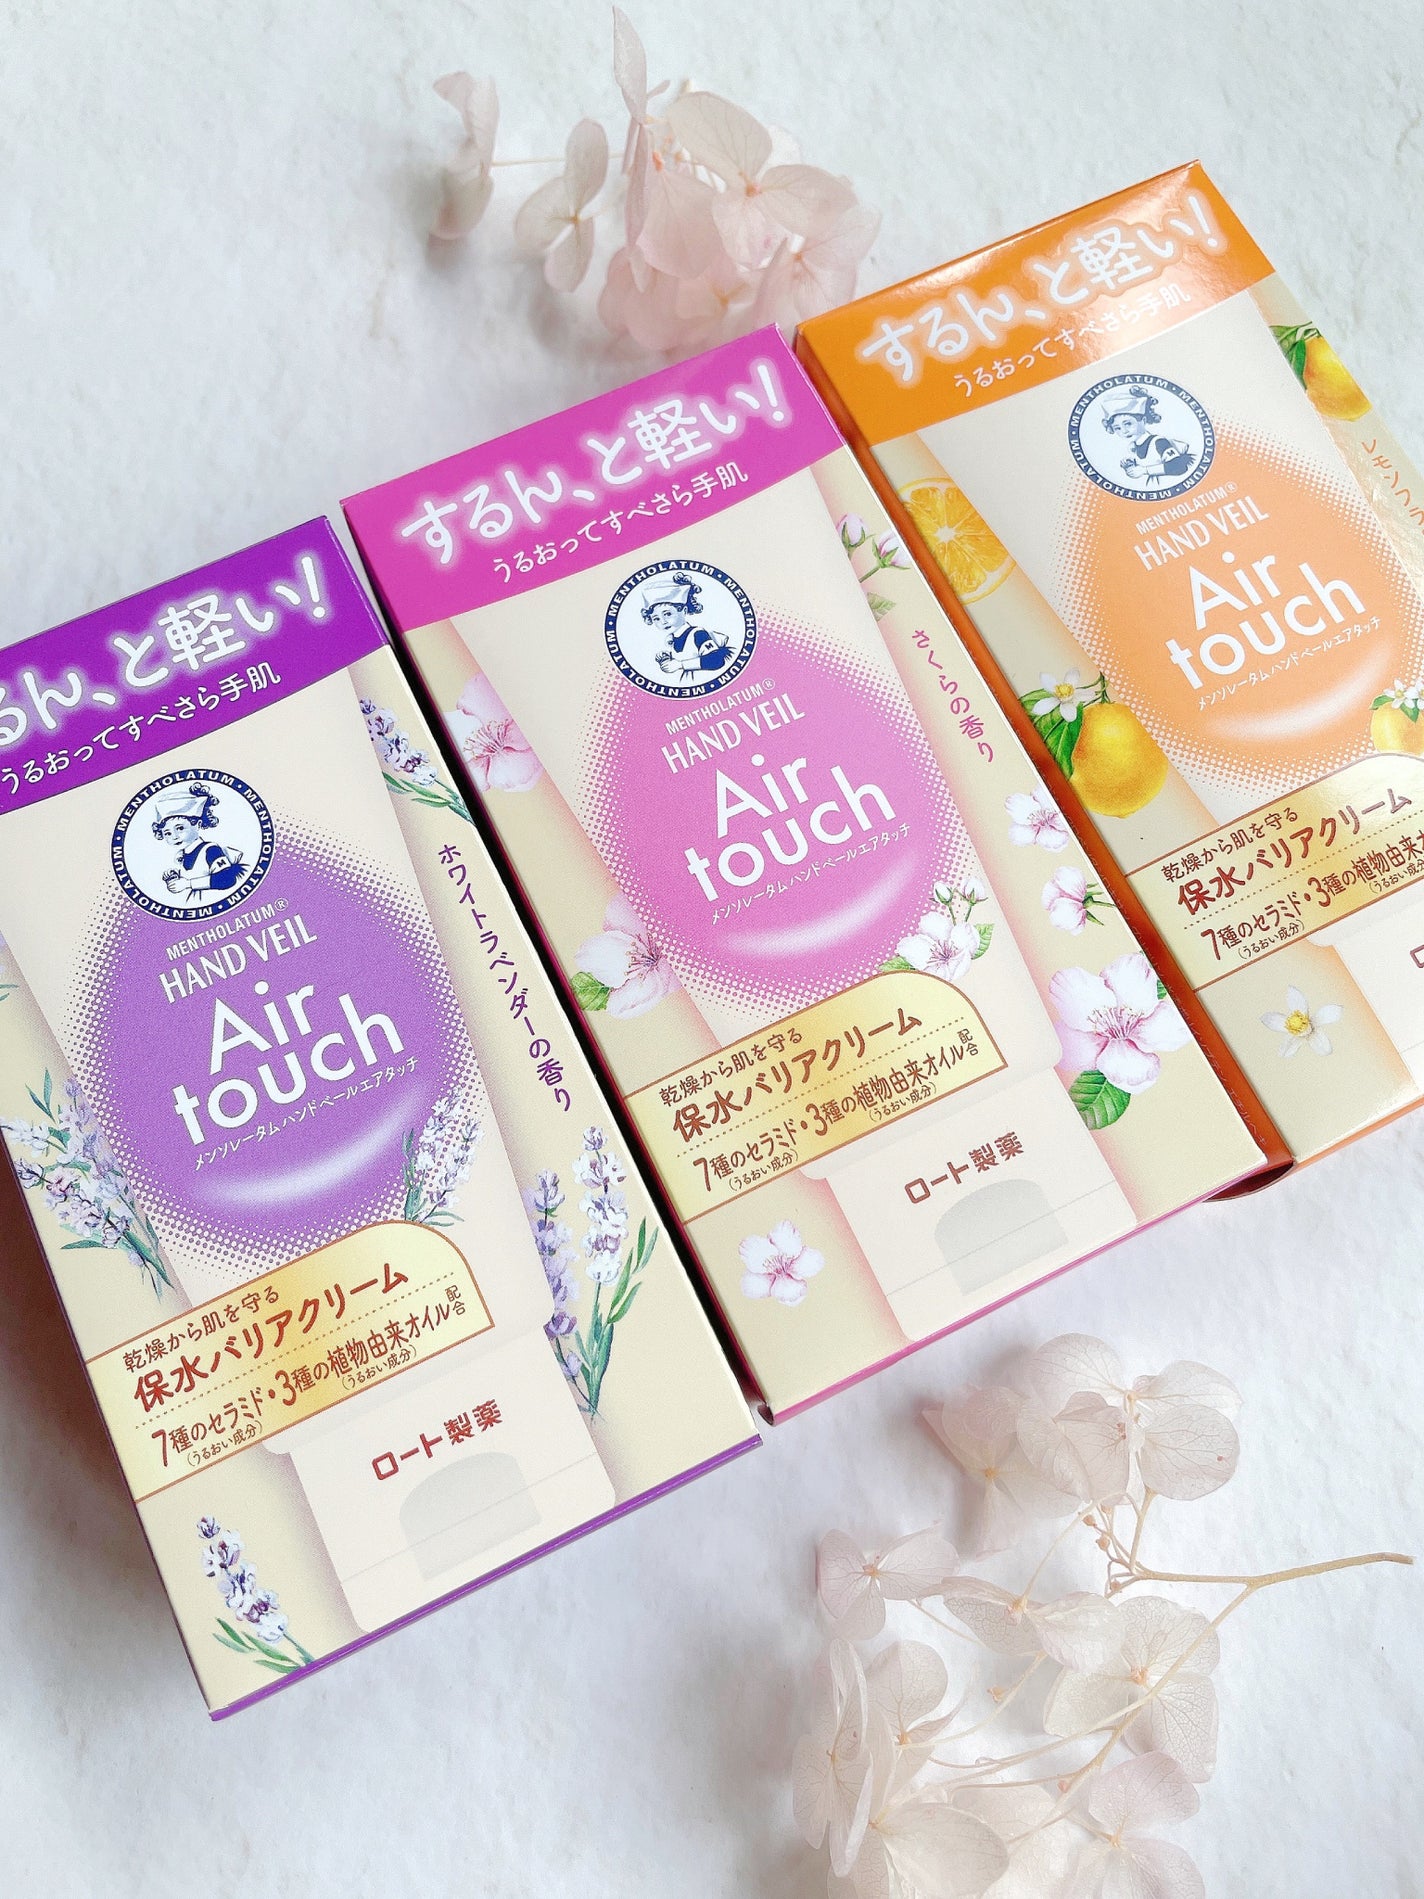 るん、と軽い!
うるおってすべさら手肌
MENTHOLATUM・MENTHOLATUM・MENTHOLATUM
MENTHOLATUM®
HAND VEIL
Air
touch
メンソレータム ハンドベールエアタッチ
ホワイトラベンダーの香り
乾燥から肌を守る
保水バリアクリーム
7種のセラミド・3種の植物由来オイル配合
(うるおい成分) (うるおい成分)
ロート製薬
するん、と軽い!
うるおってすべさら手肌
MENTHOLATUM・MENTHOLATUM・MENTHOLATUM
MENTHOLATUM®
HAND VEIL
Air
touch
メンソレータム ハンドベールエアタッチ
さくらの香り
乾燥から肌を守る
保水バリアクリーム
7種のセラミド・3種の植物由来オイル配合
(うるおい成分) (うるおい成分)
ロート製薬
するん、と軽い!
うるおってすべさら手肌
MENTHOLATUM・MENTHOLATUM・MENTHOLATUM
MENTHOLATUM®
HAND VEIL
Air
touch
メンソレータム ハンドベールエアタッチ
レモンフ
乾燥から肌を守る
保水バリアクリーム
7種のセラミド・3種の植物由来
(うるおい成分) (うるおい成分